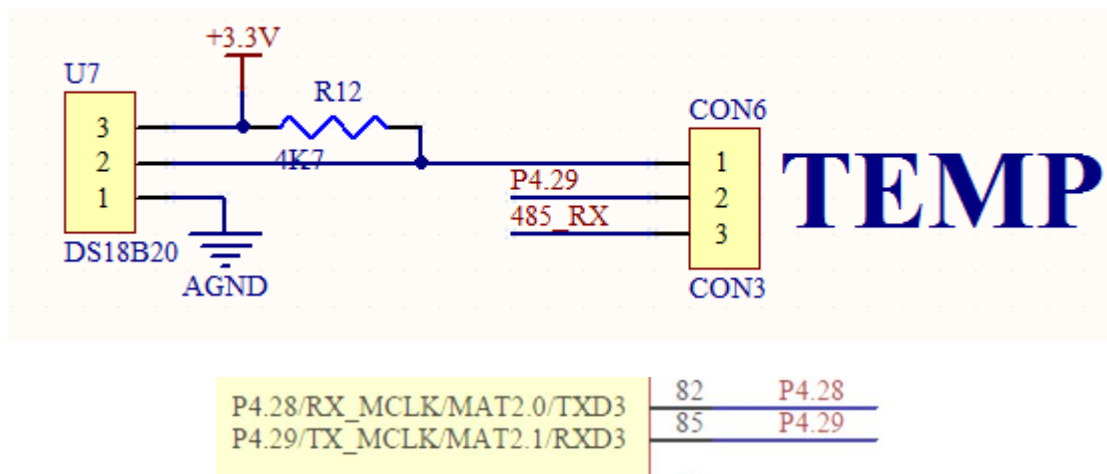 +3.3V
U7
R12
3
2
1
4K7
DS18B20
AGND
CON6
1
2
3
P4.29
485_RX
CON3
TEMP
P4.28/RX_MCLK/MAT2.0/TXD3 82 P4.28
P4.29/TX_MCLK/MAT2.1/RXD3 85 P4.29